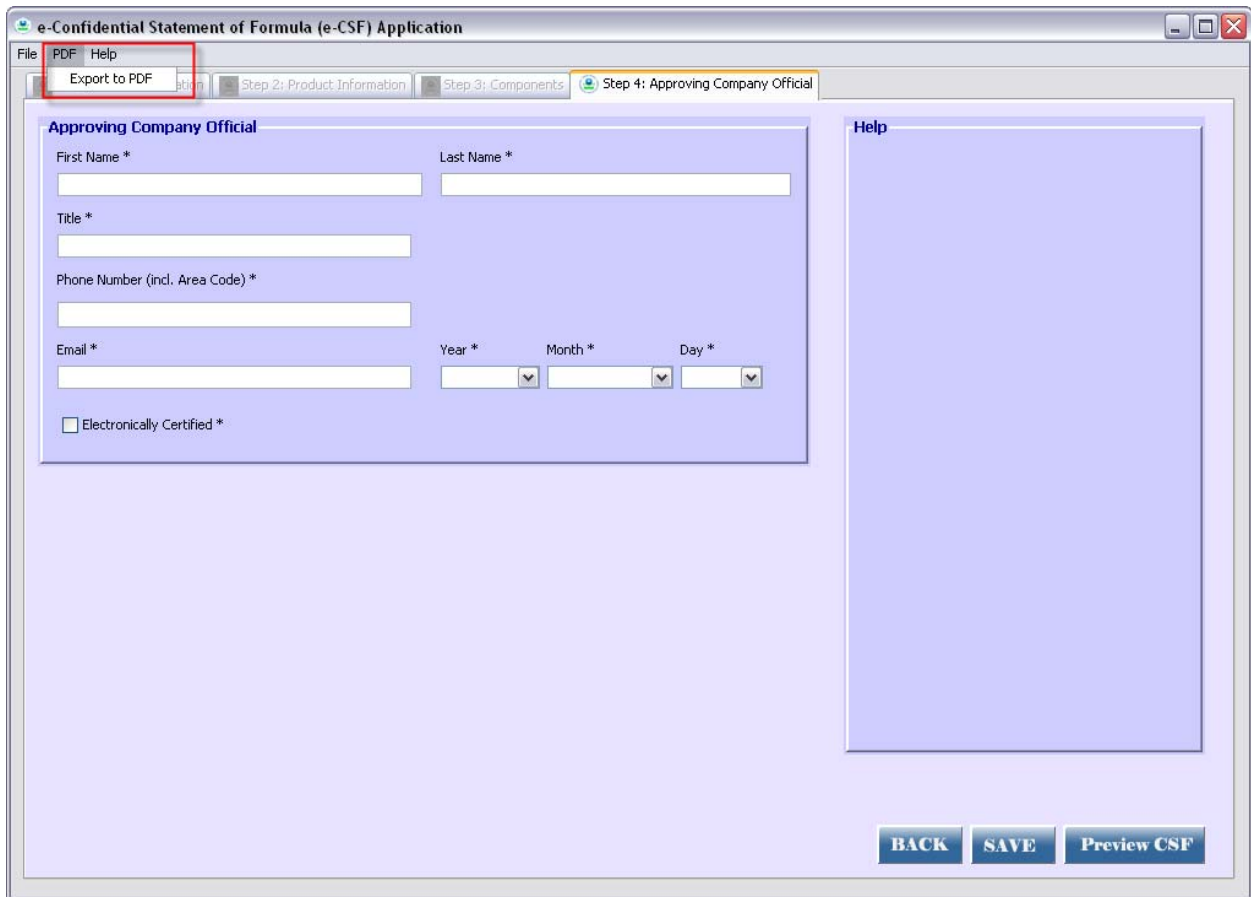 e-Confidential Statement of Formula (e-CSF) Application
File PDF Help
Export to PDF
Step 2: Product Information Step 3: Components Step 4: Approving Company Official
Approving Company Official
First Name * Last Name *
Title *
Phone Number (incl. Area Code) *
Email * Year * Month * Day *
Electronically Certified *
Help
BACK SAVE Preview CSF